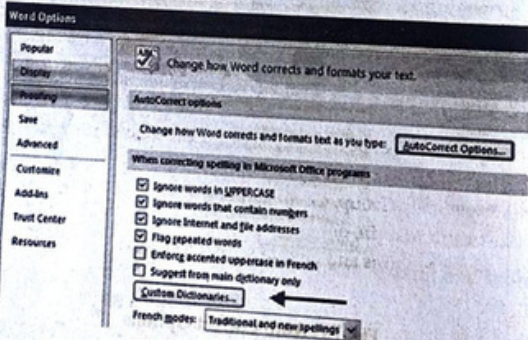 Word Options
Popular
Display
Proofing
Save
Advanced
Customize
Add-Ins
Trust Center
Resources
ABC
Change how Word corrects and formats your text.
AutoCorrect options
Change how Word corrects and formats text as you type: AutoCorrect Options...
When correcting spelling in Microsoft Office programs
Ignore words in UPPERCASE
Ignore words that contain numbers
Ignore Internet and file addresses
Flag repeated words
Enforce accented uppercase in French
Suggest from main dictionary only
Custom Dictionaries...
French modes: Traditional and new spellings